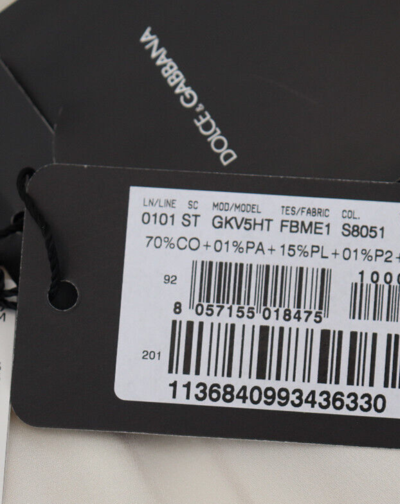 DOLCE & GABBANA
LN/LINE SC MOD/MODEL TES/FABRIC COL.
0101 ST GKV5HT FBME1 S8051
70%CO+01%PA+15%PL+01%P2+
92 1000
8 057155 018475
201
1136840993436330